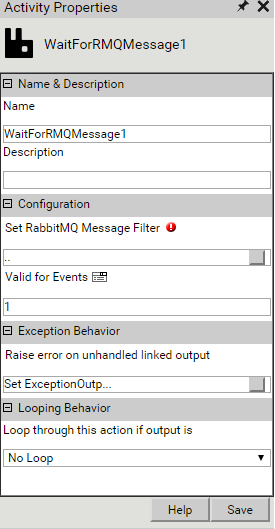 Activity Properties
WaitForRMQMessage1
Name & Description
Name
WaitForRMQMessage1
Description
Configuration
Set RabbitMQ Message Filter
..
Valid for Events
1
Exception Behavior
Raise error on unhandled linked output
Set ExceptionOutp...
Looping Behavior
Loop through this action if output is
No Loop
Help Save